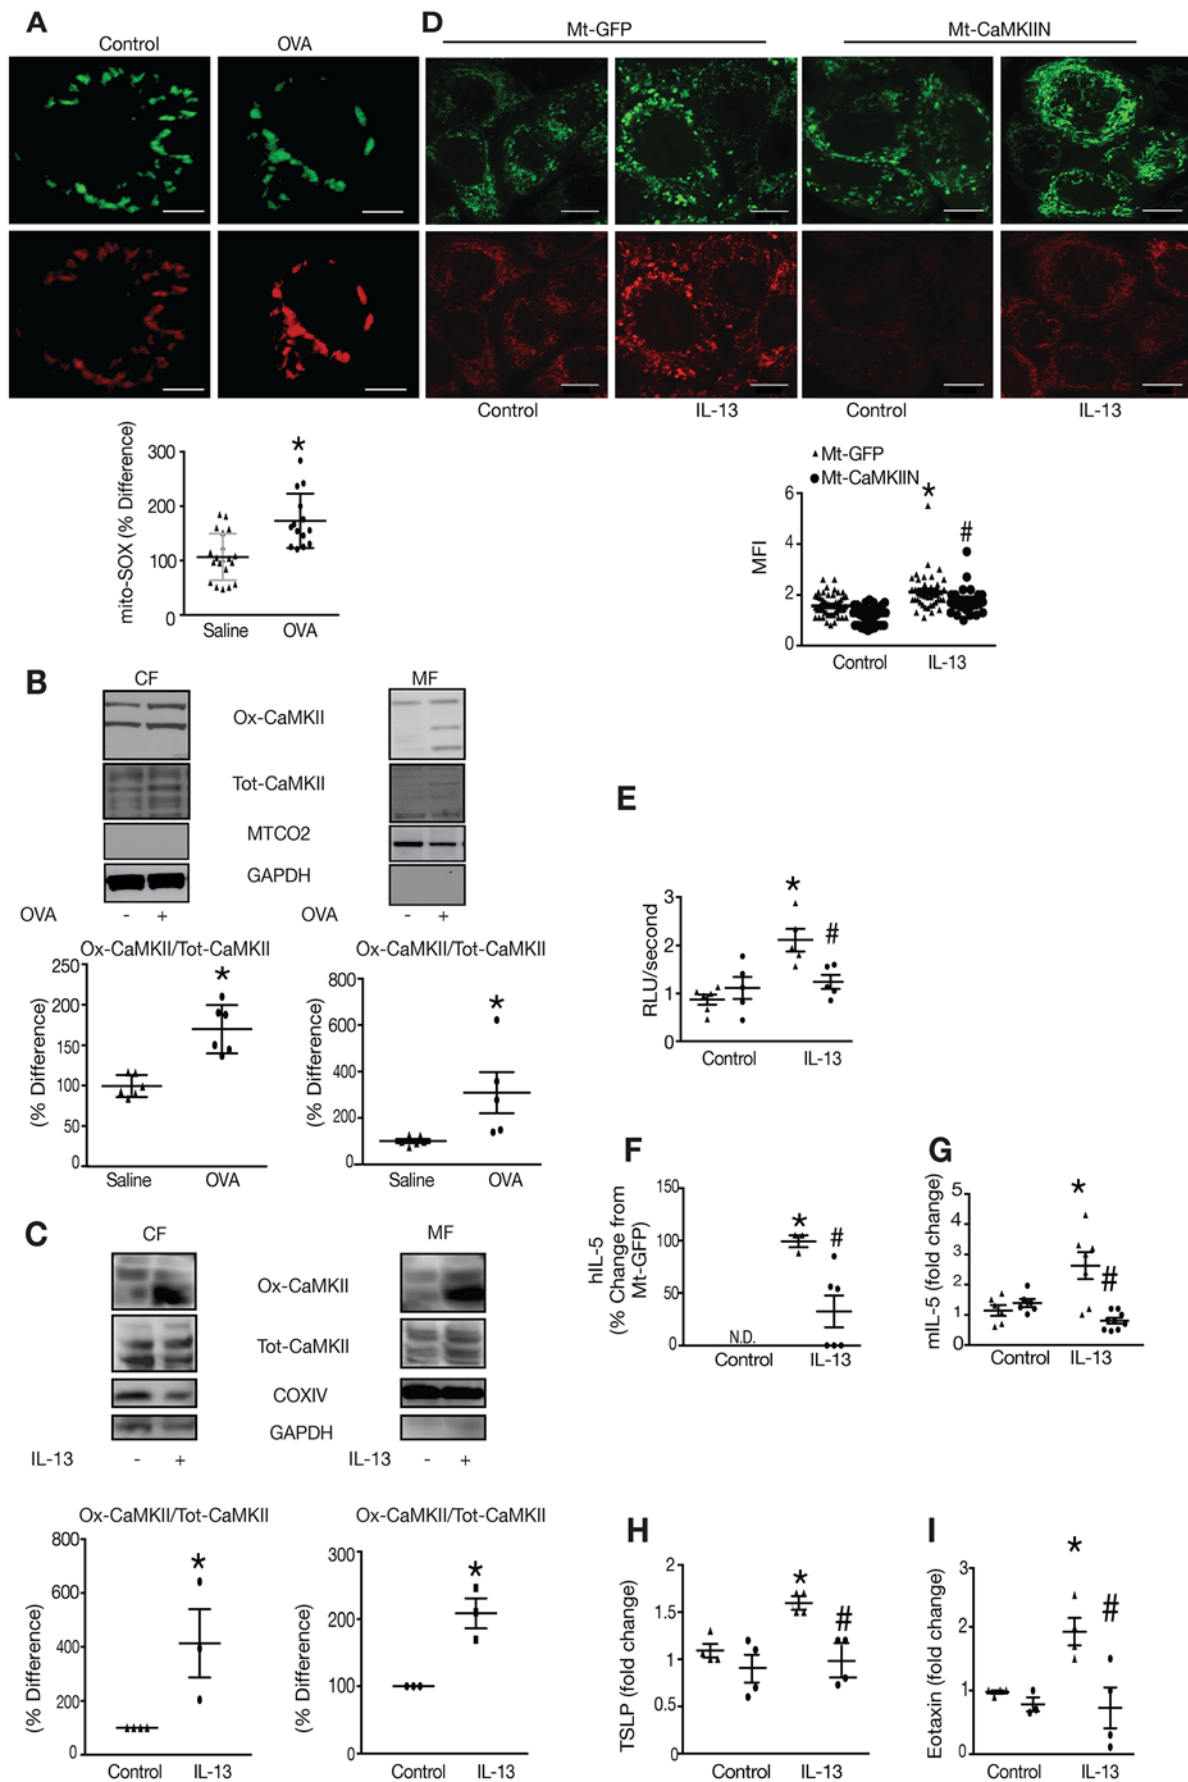 A
Control
OVA
mito-SOX (% Difference)
300
200
100
0
*
Saline
OVA
D
Mt-GFP
Mt-CaMKIIN
Control
IL-13
Control
IL-13
▲Mt-GFP
●Mt-CaMKIIN
MFI
6
4
2
0
*
#
Control
IL-13
B
CF
MF
Ox-CaMKII
Tot-CaMKII
MTCO2
GAPDH
OVA - +
OVA - +
Ox-CaMKII/Tot-CaMKII
(% Difference)
250
200
150
100
50
0
*
Saline
OVA
Ox-CaMKII/Tot-CaMKII
(% Difference)
800
600
400
200
0
*
Saline
OVA
C
CF
MF
Ox-CaMKII
Tot-CaMKII
COXIV
GAPDH
IL-13 - +
IL-13 - +
Ox-CaMKII/Tot-CaMKII
(% Difference)
800
600
400
200
0
*
Control
IL-13
Ox-CaMKII/Tot-CaMKII
(% Difference)
300
200
100
0
*
Control
IL-13
E
RLU/second
3
2
1
0
*
#
Control
IL-13
F
hIL-5
(% Change from
Mt-GFP)
150
100
50
0
*
#
N.D.
Control
IL-13
G
mIL-5 (fold change)
5
4
3
2
1
0
*
#
Control
IL-13
H
TSLP (fold change)
2
1.5
1
0.5
0
*
#
Control
IL-13
I
Eotaxin (fold change)
3
2
1
0
*
#
Control
IL-13